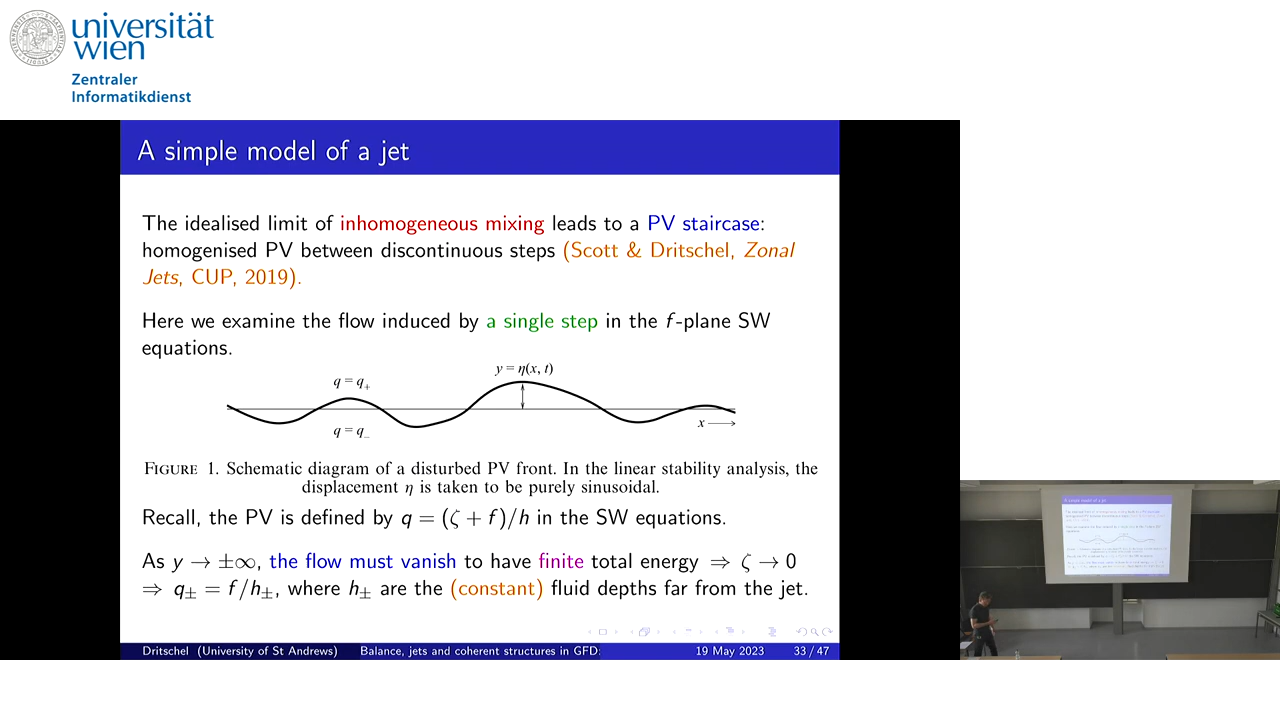 universität
wien
Zentraler
Informatikdienst
A simple model of a jet
The idealised limit of inhomogeneous mixing leads to a PV staircase:
homogenised PV between discontinuous steps (Scott & Dritschel, Zonal
Jets, CUP, 2019).
Here we examine the flow induced by a single step in the f-plane SW
equations.
y = η(x, t)
q = q₊
q = q₋
x
FIGURE 1. Schematic diagram of a disturbed PV front. In the linear stability analysis, the
displacement η is taken to be purely sinusoidal.
Recall, the PV is defined by q = (ζ + f)/h in the SW equations.
As y → ±∞, the flow must vanish to have finite total energy ⇒ ζ → 0
⇒ q± = f/h±, where h± are the (constant) fluid depths far from the jet.
Dritschel (University of St Andrews) Balance, jets and coherent structures in GFD: 19 May 2023 33 / 47